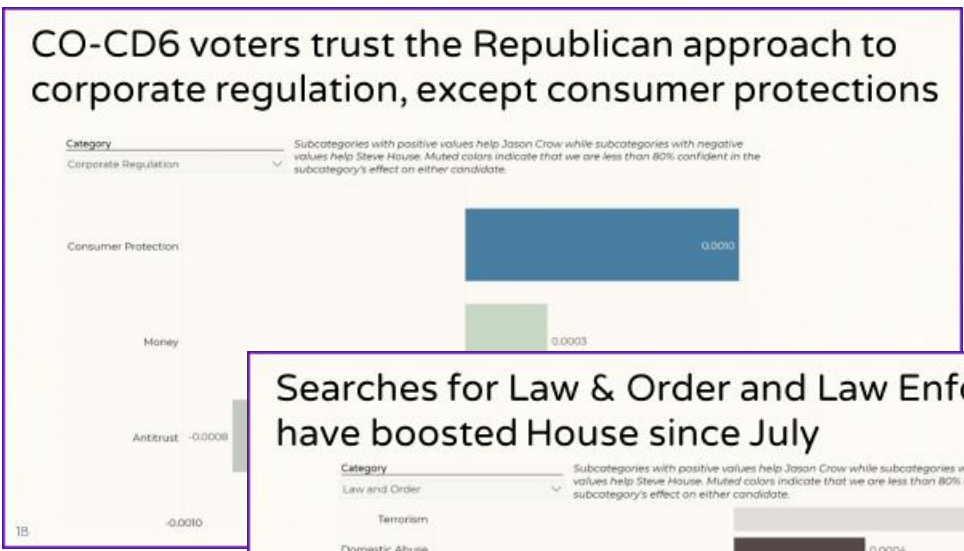 CO-CD6 voters trust the Republican approach to
corporate regulation, except consumer protections
Category
Corporate Regulation
Subcategories with positive values help Jason Crow while subcategories with negative
values help Steve House. Muted colors indicate that we are less than 80% confident in the
subcategory's effect on either candidate.
Consumer Protection
0.0010
Money
0.0003
Antitrust -0.0008
-0.0010
18
Searches for Law & Order and Law
have boosted House since July
Category
Law and Order
Subcategories with positive values help Jason Crow while subcategories
values help Steve House. Muted colors indicate that we are less than 80%
subcategory's effect on either candidate.
Terrorism
Domestic Abuse